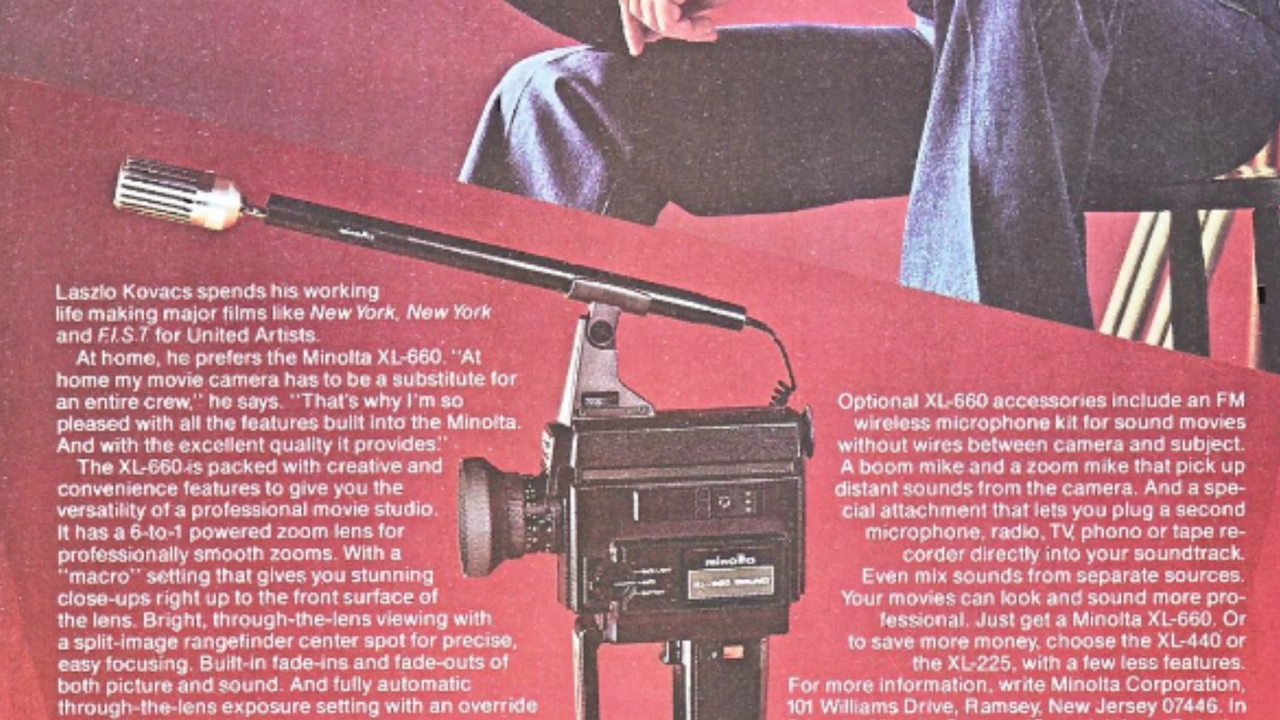 Laszlo Kovacs spends his working
life making major films like New York, New York
and F.I.S.T. for United Artists.
At home, he prefers the Minolta XL-660. "At
home my movie camera has to be a substitute for
an entire crew," he says. "That's why I'm so
pleased with all the features built into the Minolta.
And with the excellent quality it provides."
The XL-660 is packed with creative and
convenience features to give you the
versatility of a professional movie studio.
It has a 6-to-1 powered zoom lens for
professionally smooth zooms. With a
"macro" setting that gives you stunning
close-ups right up to the front surface of
the lens. Bright, through-the-lens viewing with
a split-image rangefinder center spot for precise,
easy focusing. Built-in fade-ins and fade-outs of
both picture and sound. And fully automatic
through-the-lens exposure setting with an override
minolta
minolta
XL-660 SOUND
Optional XL-660 accessories include an FM
wireless microphone kit for sound movies
without wires between camera and subject.
A boom mike and a zoom mike that pick up
distant sounds from the camera. And a spe-
cial attachment that lets you plug a second
microphone, radio, TV, phono or tape re-
corder directly into your soundtrack.
Even mix sounds from separate sources.
Your movies can look and sound more pro-
fessional. Just get a Minolta XL-660. Or
to save more money, choose the XL-440 or
the XL-225, with a few less features.
For more information, write Minolta Corporation,
101 Williams Drive, Ramsey, New Jersey 07446. In